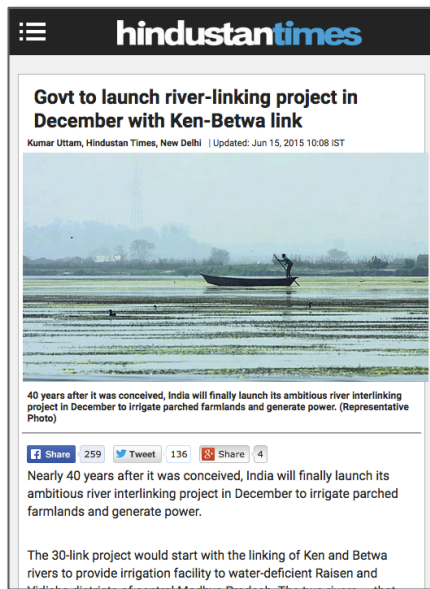 hindustantimes
Govt to launch river-linking project in
December with Ken-Betwa link
Kumar Uttam, Hindustan Times, New Delhi | Updated: Jun 15, 2015 10:08 IST
40 years after it was conceived, India will finally launch its ambitious river interlinking
project in December to irrigate parched farmlands and generate power. (Representative
Photo)
Share 259 Tweet 136 Share 4
Nearly 40 years after it was conceived, India will finally launch its
ambitious river interlinking project in December to irrigate parched
farmlands and generate power.
The 30-link project would start with the linking of Ken and Betwa
rivers to provide irrigation facility to water-deficient Raisen and